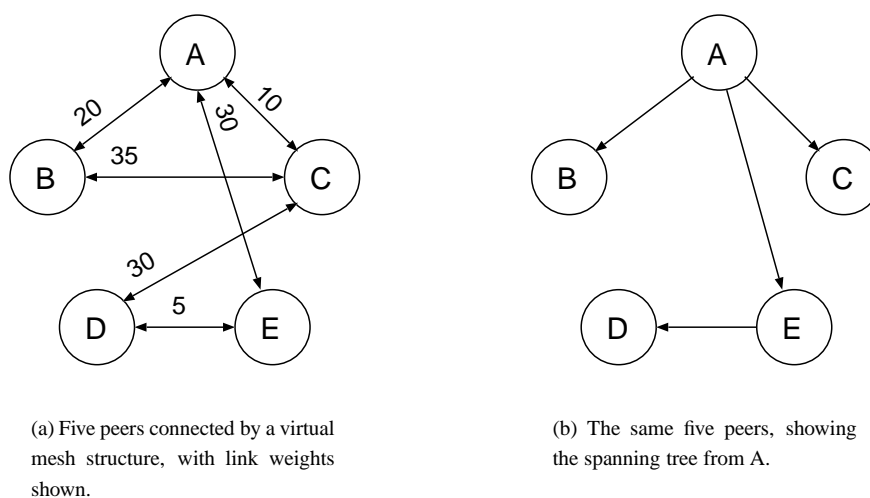 A
20
10
30
B
35
C
30
5
D
E
(a) Five peers connected by a virtual
mesh structure, with link weights
shown.
A
B
C
D
E
(b) The same five peers, showing
the spanning tree from A.